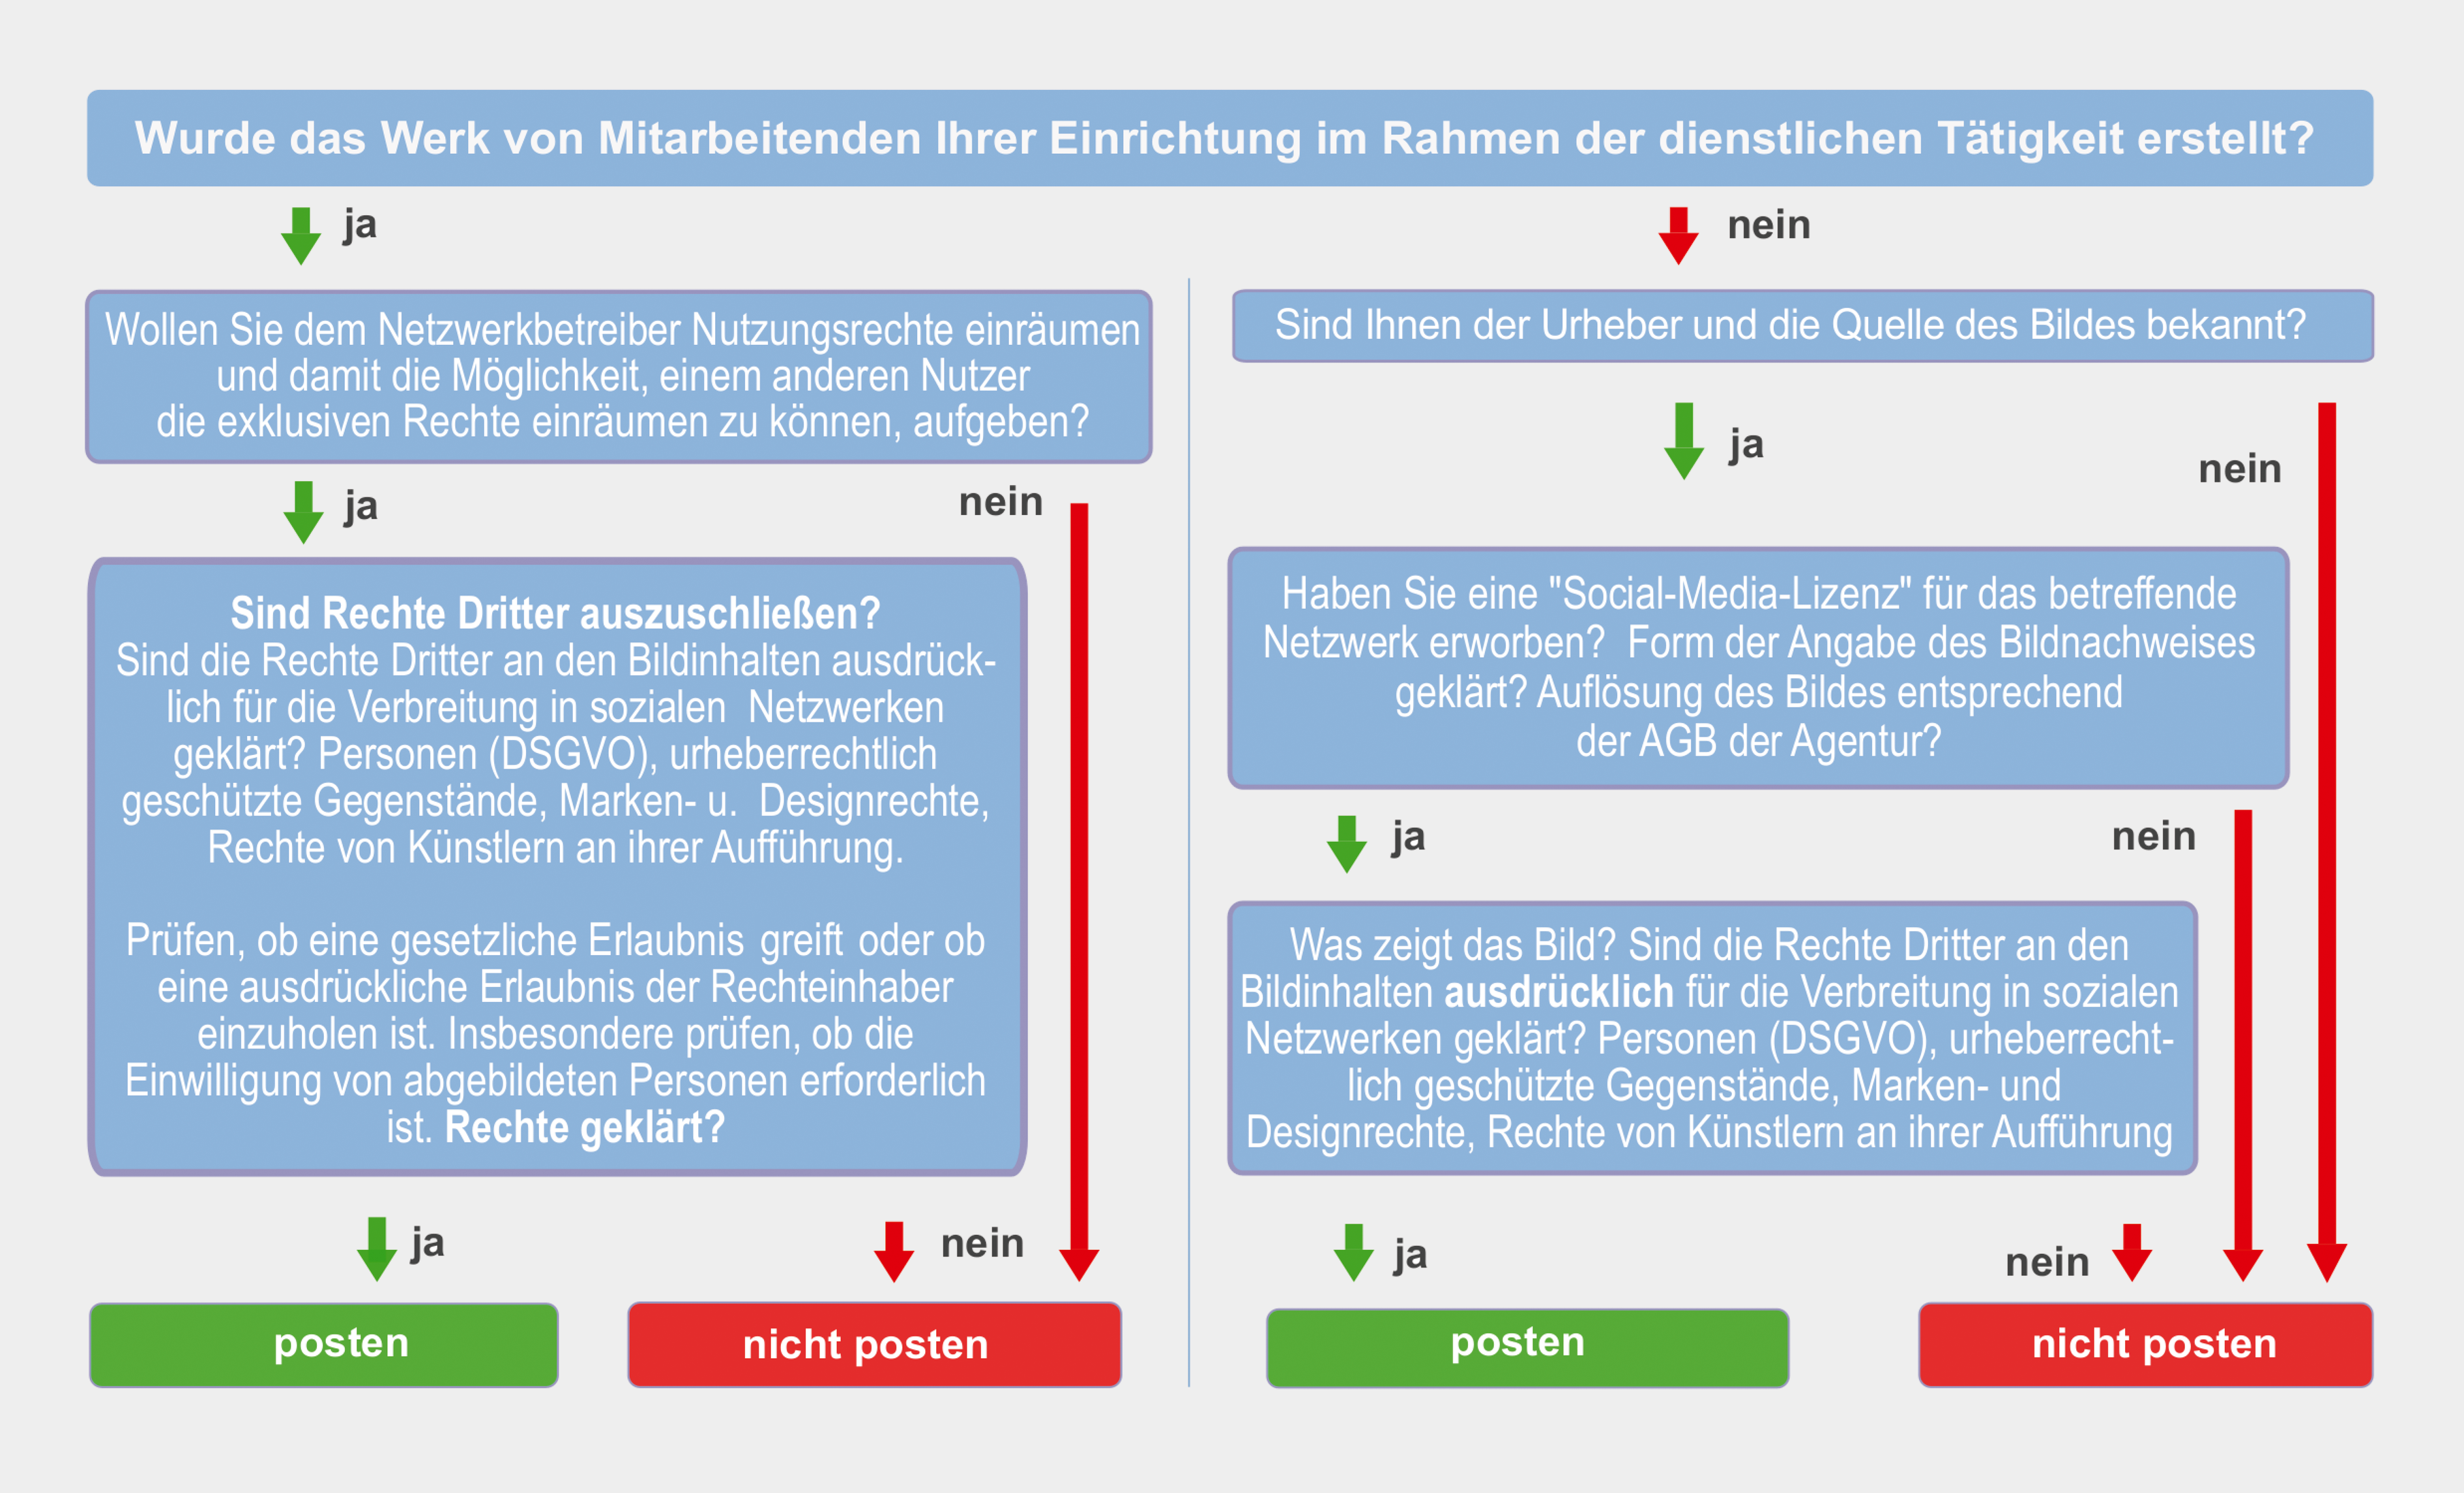 Wurde das Werk von Mitarbeitenden Ihrer Einrichtung im Rahmen der dienstlichen Tätigkeit erstellt?
ja
nein
Wollen Sie dem Netzwerkbetreiber Nutzungsrechte einräumen
und damit die Möglichkeit, einem anderen Nutzer
die exklusiven Rechte einräumen zu können, aufgeben?
ja
nein
Sind Rechte Dritter auszuschließen?
Sind die Rechte Dritter an den Bildinhalten ausdrück-
lich für die Verbreitung in sozialen Netzwerken
geklärt? Personen (DSGVO), urheberrechtlich
geschützte Gegenstände, Marken- u. Designrechte,
Rechte von Künstlern an ihrer Aufführung.
Prüfen, ob eine gesetzliche Erlaubnis greift oder ob
eine ausdrückliche Erlaubnis der Rechteinhaber
einzuholen ist. Insbesondere prüfen, ob die
Einwilligung von abgebildeten Personen erforderlich
ist. Rechte geklärt?
ja
nein
posten
nicht posten
Sind Ihnen der Urheber und die Quelle des Bildes bekannt?
ja
nein
Haben Sie eine "Social-Media-Lizenz" für das betreffende
Netzwerk erworben? Form der Angabe des Bildnachweises
geklärt? Auflösung des Bildes entsprechend
der AGB der Agentur?
ja
nein
Was zeigt das Bild? Sind die Rechte Dritter an den
Bildinhalten ausdrücklich für die Verbreitung in sozialen
Netzwerken geklärt? Personen (DSGVO), urheberrecht-
lich geschützte Gegenstände, Marken- und
Designrechte, Rechte von Künstlern an ihrer Aufführung
ja
nein
posten
nicht posten